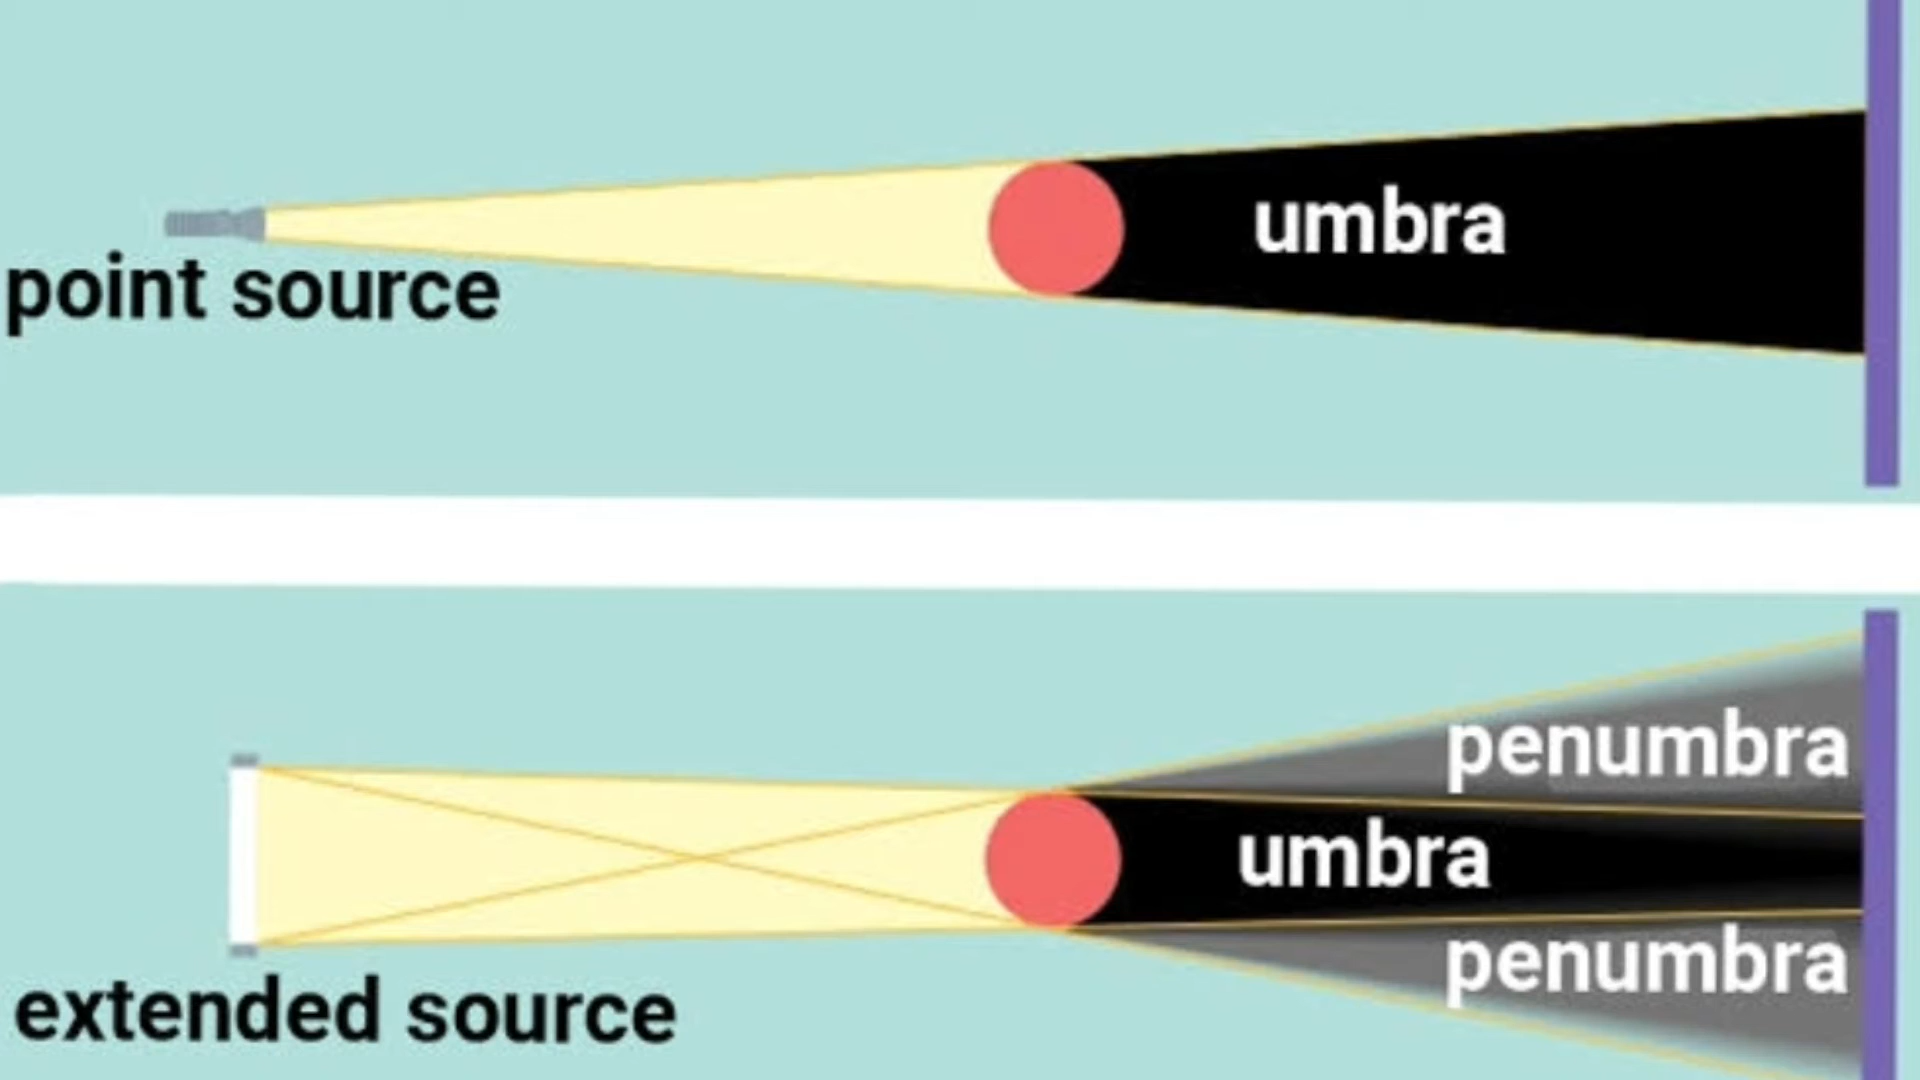 umbra
point source
penumbra
umbra
penumbra
extended source